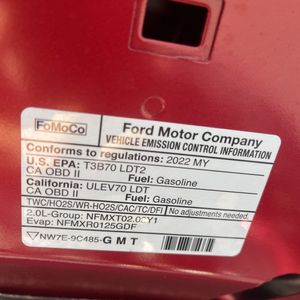 FoMoCo
Ford Motor Company
VEHICLE EMISSION CONTROL INFORMATION
Conforms to regulations: 2022 MY
U.S. EPA: T3B70 LDT2
CA OBD II Fuel: Gasoline
California: ULEV70 LDT
CA OBD II Fuel: Gasoline
TWC/HO2S/WR-HO2S/CAC/TC/DFI No adjustments needed.
2.0L-Group: NFMXT02.03Y1
Evap: NFMXR0125GDF
NW7E-9C485-G M T